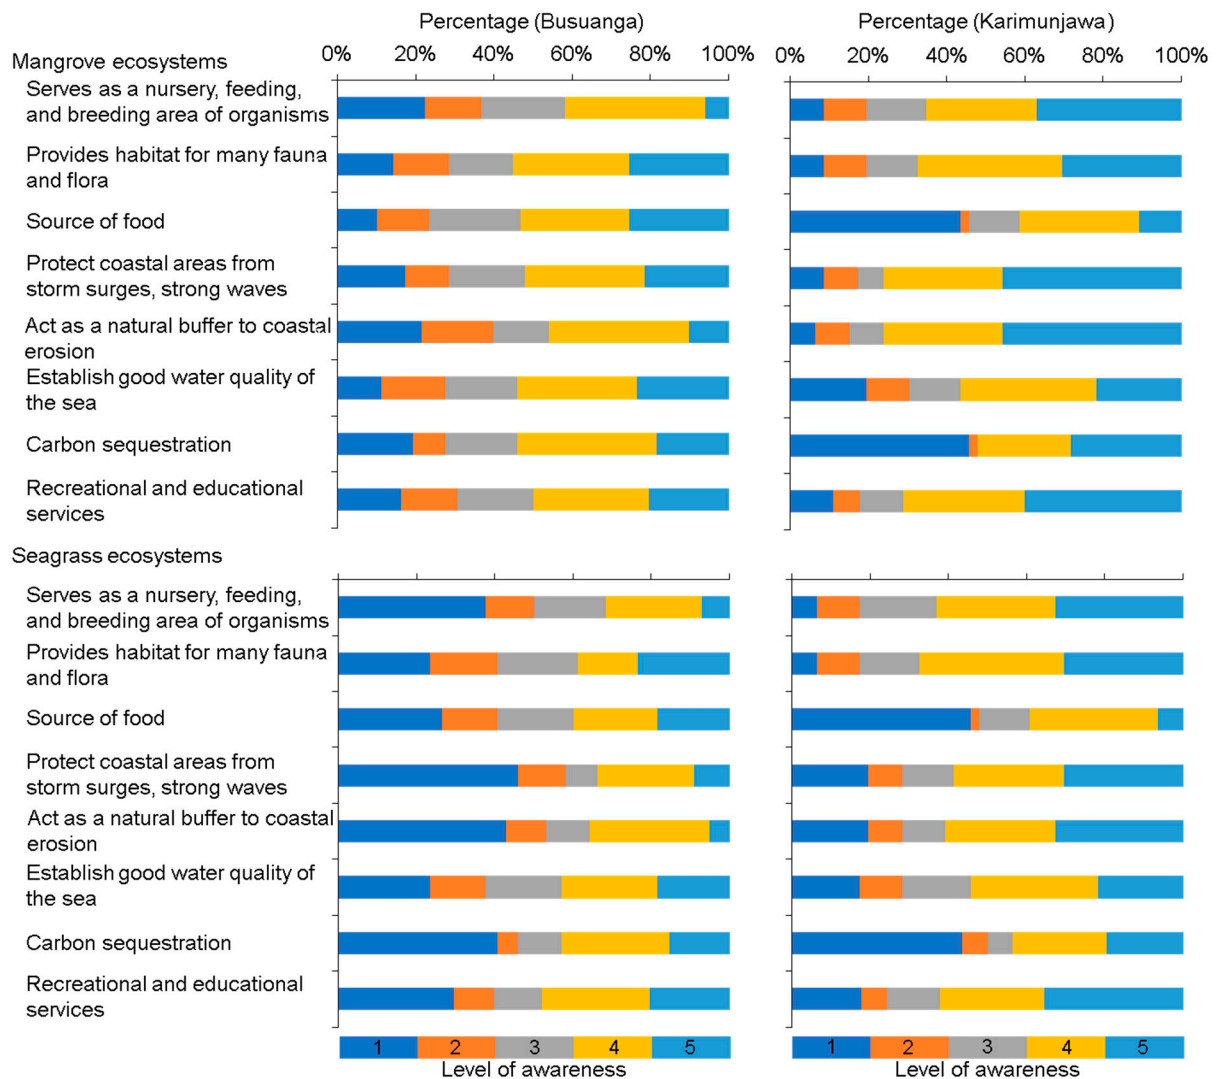 Percentage (Busuanga)
Percentage (Karimunjawa)
0% 20% 40% 60% 80% 100%
0% 20% 40% 60% 80% 100%
Mangrove ecosystems
Serves as a nursery, feeding,
and breeding area of organisms
Provides habitat for many fauna
and flora
Source of food
Protect coastal areas from
storm surges, strong waves
Act as a natural buffer to coastal
erosion
Establish good water quality of
the sea
Carbon sequestration
Recreational and educational
services
Seagrass ecosystems
Serves as a nursery, feeding,
and breeding area of organisms
Provides habitat for many fauna
and flora
Source of food
Protect coastal areas from
storm surges, strong waves
Act as a natural buffer to coastal
erosion
Establish good water quality of
the sea
Carbon sequestration
Recreational and educational
services
1 2 3 4 5
Level of awareness
1 2 3 4 5
Level of awareness